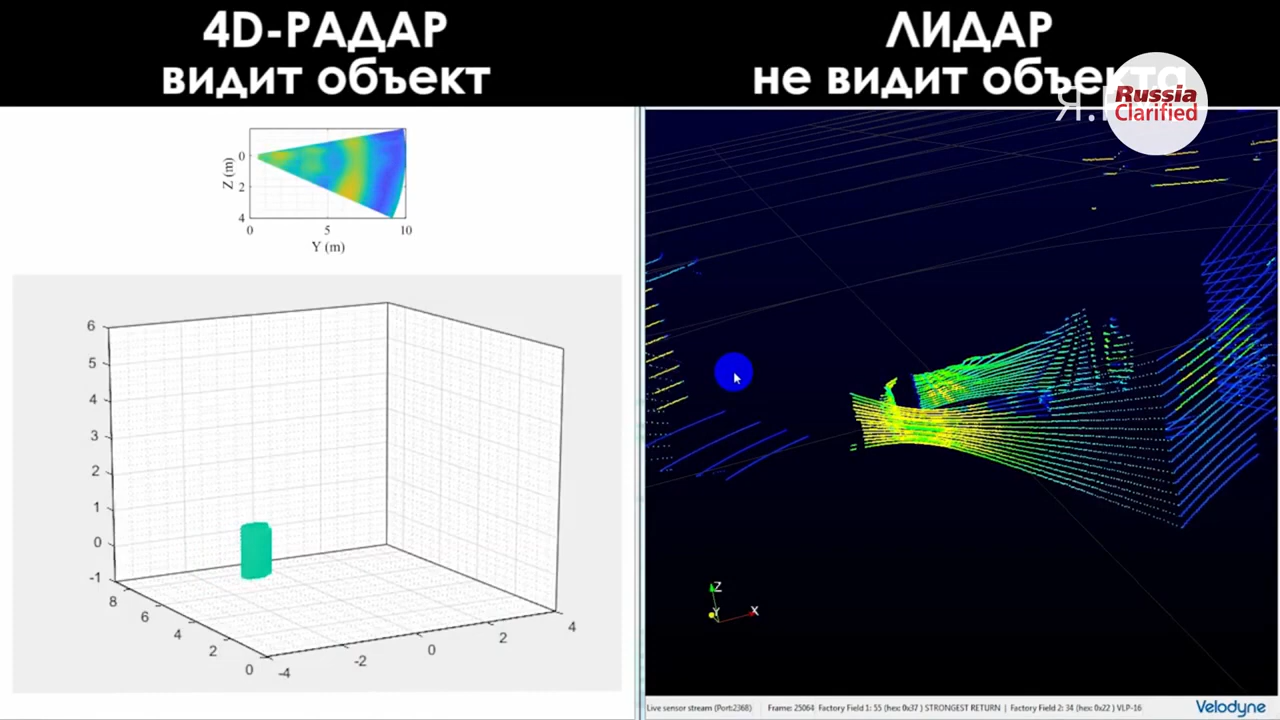 4D-РАДАР
видит объект
ЛИДАР
не видит объекта
Russia
Clarified
Z (m)
0
2
4
0 5 10
Y (m)
6
5
4
3
2
1
0
-1
8
6
4
2
0
-4
-2
0
2
4
Z
Y
X
Live sensor stream (Port:2368) Frame: 25064 Factory Field 1: 55 (hex 0x37 ) STRONGEST RETURN | Factory Field 2: 34 (hex 0x22 ) VLP-16
Velodyne